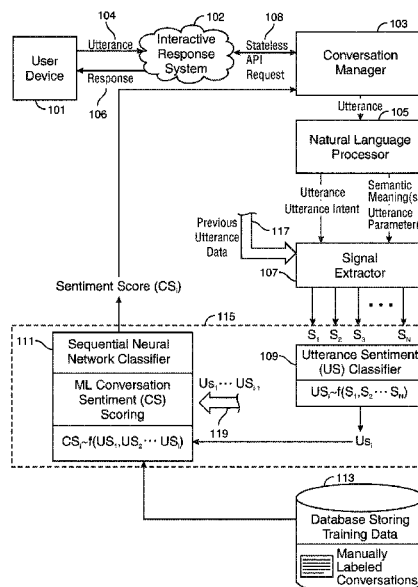 104
Utterance
102
Interactive
Response
System
108
Stateless
API
Request
103
Conversation
Manager
User
Device
101
Response
106
Utterance
105
Natural Language
Processor
Utterance
Utterance Intent
Semantic
Meaning(s)
Utterance
Parameter(
117
Previous
Utterance
Data
107
Signal
Extractor
Sentiment Score (CSi)
115
S1 S2 S3 • • • SN
111
Sequential Neural
Network Classifier
ML Conversation
Sentiment (CS)
Scoring
CSi~f(US1,US2 ··· USi)
Us1 ··· USi-1
119
109
Utterance Sentiment
(US) Classifier
USi~f(S1,S2 ··· SN)
Usi
113
Database Storing
Training Data
Manually
Labeled
Conversations